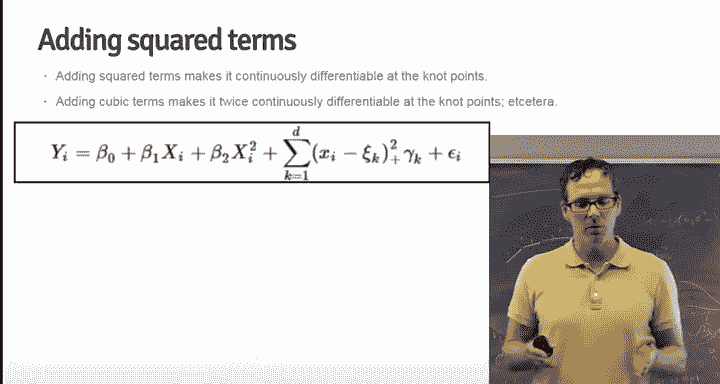 Adding squared terms
· Adding squared terms makes it continuously differentiable at the knot points.
· Adding cubic terms makes it twice continuously differentiable at the knot points; etcetera.
Y_i = β_0 + β_1 X_i + β_2 X_i^2 + ∑_{k=1}^{d} (x_i − ξ_k)_+^2 γ_k + ϵ_i